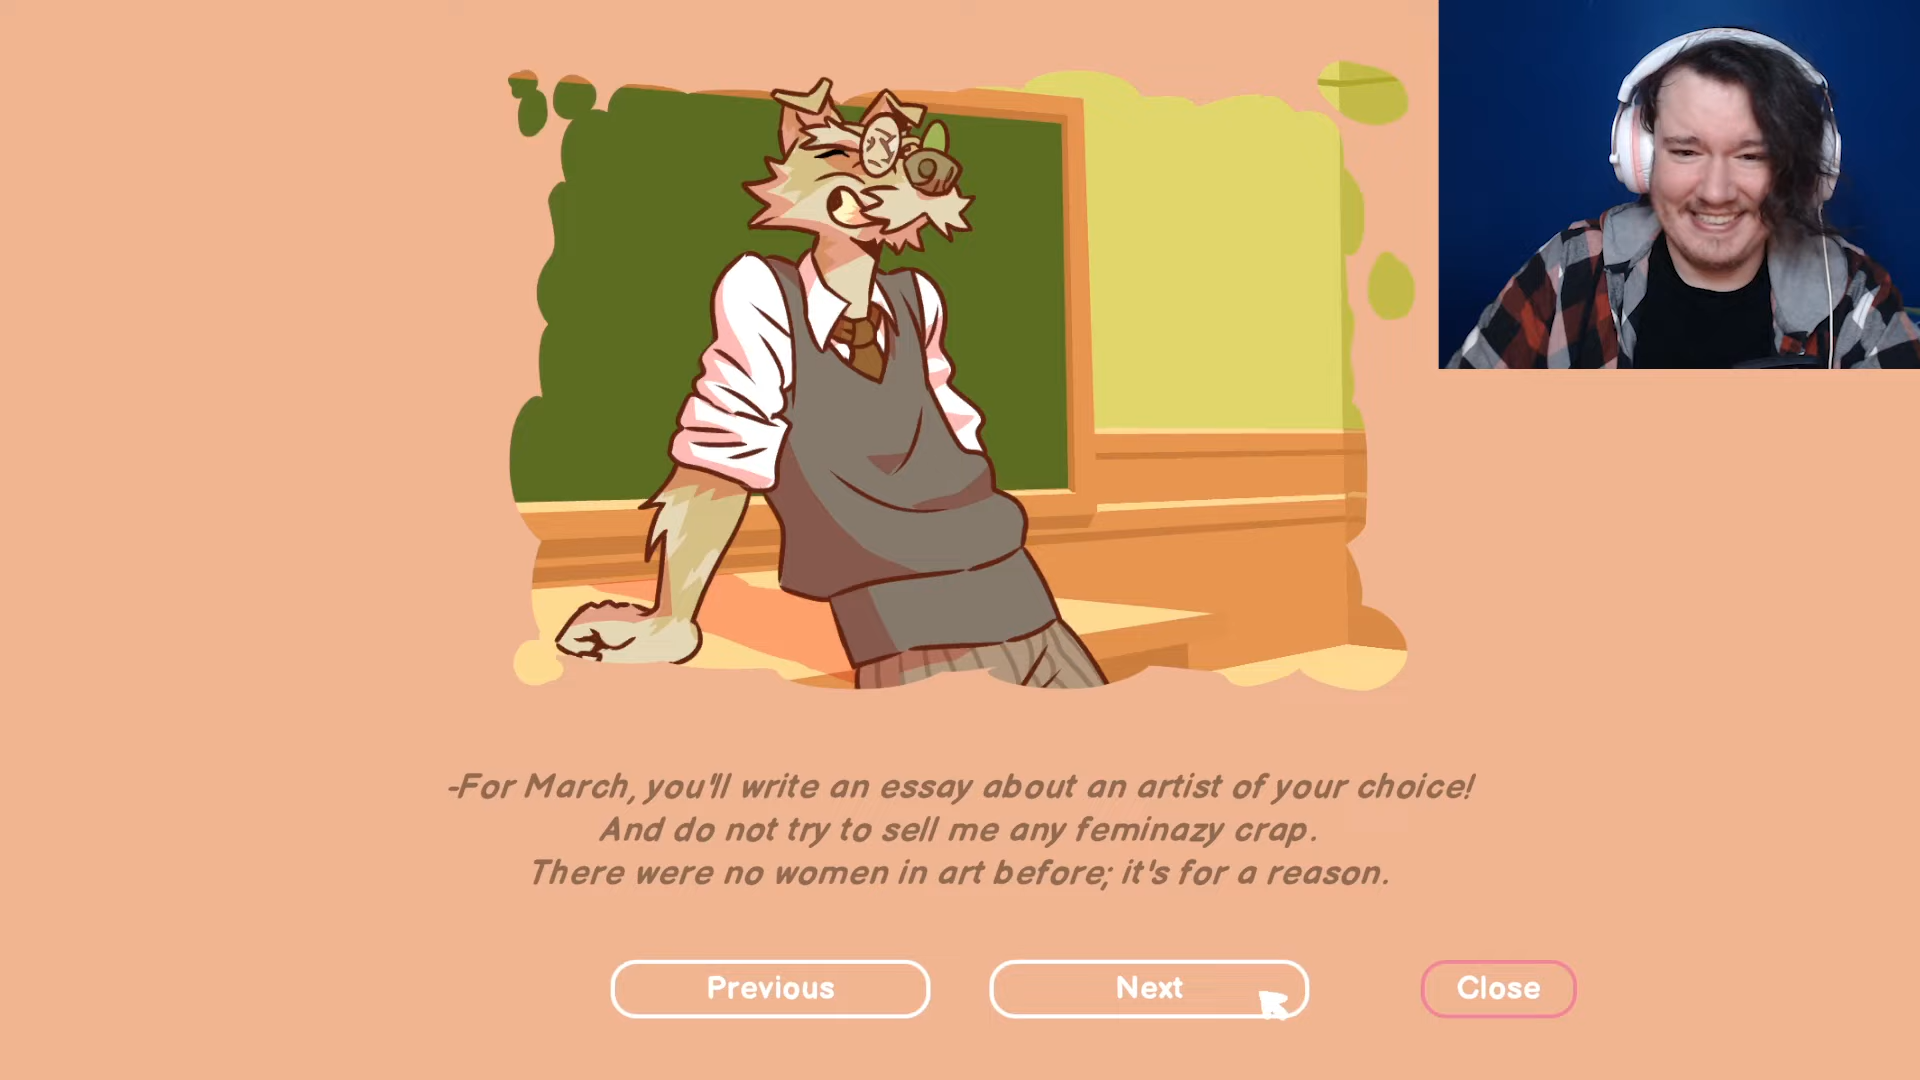 -For March, you'll write an essay about an artist of your choice!
And do not try to sell me any feminazy crap.
There were no women in art before; it's for a reason.
Previous
Next
Close